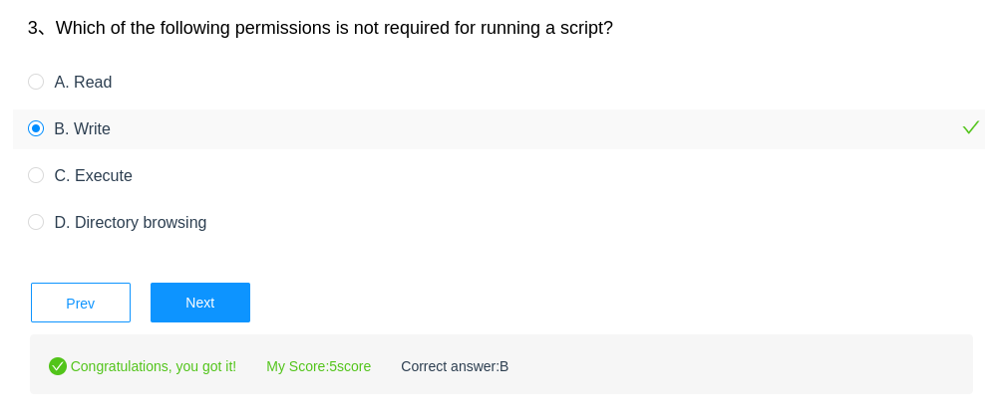 3、Which of the following permissions is not required for running a script?
A. Read
B. Write
C. Execute
D. Directory browsing
Prev Next
Congratulations, you got it! My Score:5score Correct answer:B